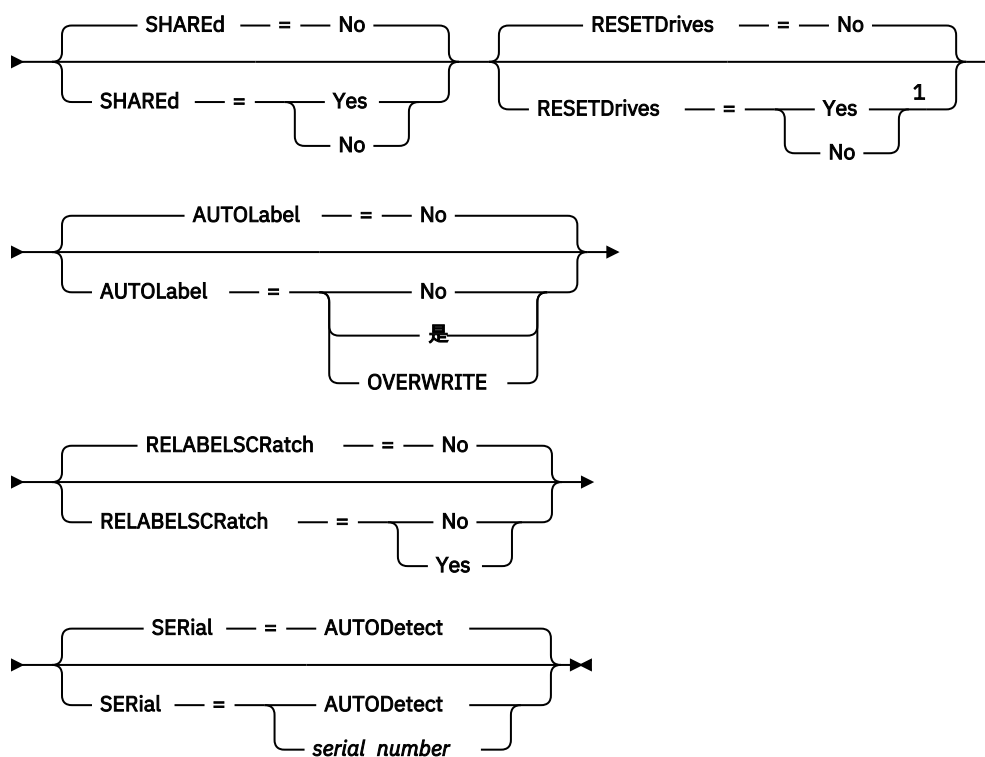 SHAREd = No RESETDrives = No
SHAREd = Yes RESETDrives = Yes 1
No No
AUTOLabel = No
AUTOLabel = No
是
OVERWRITE
RELABELSCRatch = No
RELABELSCRatch = No
Yes
SERial = AUTODetect
SERial = AUTODetect
serial number